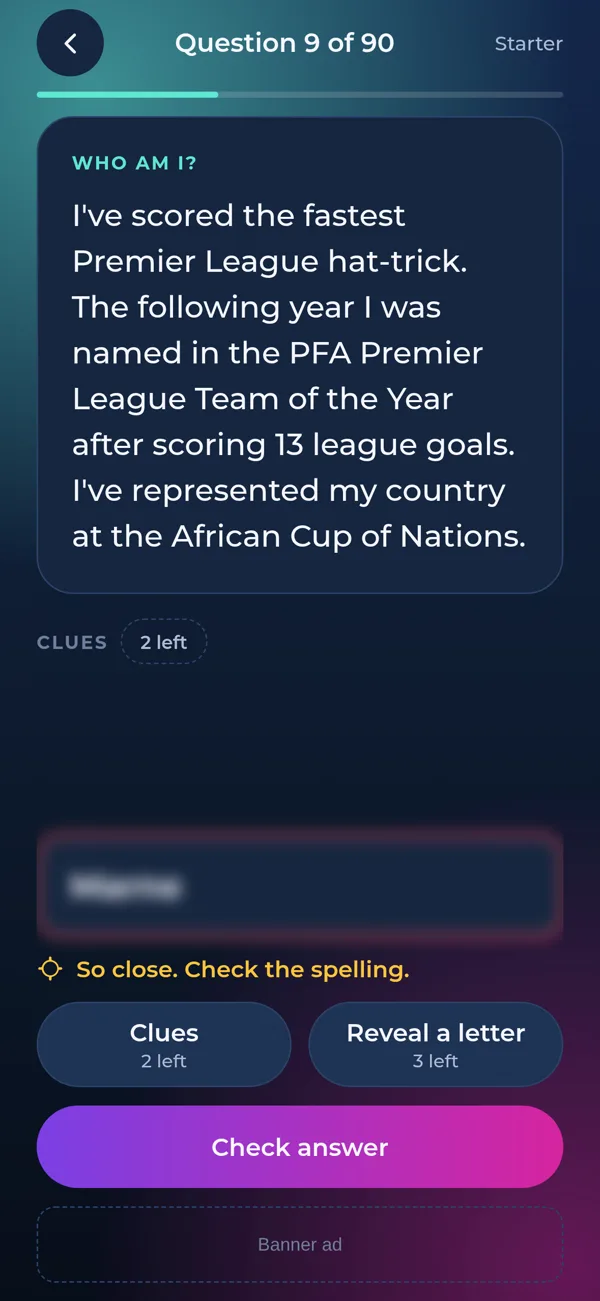 Question 9 of 90
Starter
WHO AM I?
I've scored the fastest
Premier League hat-trick.
The following year I was
named in the PFA Premier
League Team of the Year
after scoring 13 league goals.
I've represented my country
at the African Cup of Nations.
CLUES
2 left
So close. Check the spelling.
Clues
2 left
Reveal a letter
3 left
Check answer
Banner ad